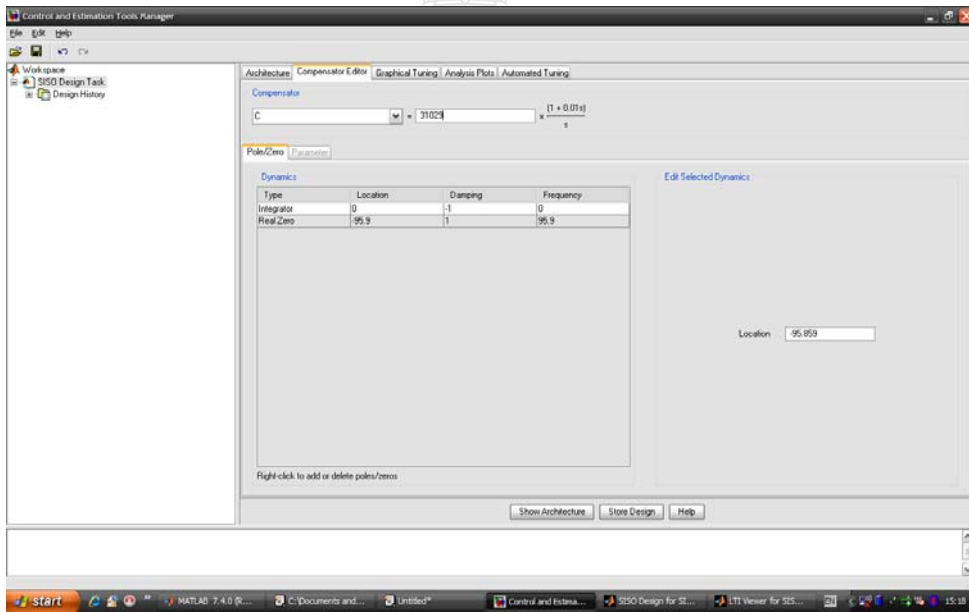 Control and Estimation Tools Manager
File Edit Help
Workspace
SISO Design Task
Design History
Architecture Compensator Editor Graphical Tuning Analysis Plots Automated Tuning
Compensator
C = 31029 x (1 + 0.01s)
s
Pole/Zero Parameter
Dynamics
Edit Selected Dynamics
Type Location Damping Frequency
Integrator 0 -1 0
Real Zero -95.9 1 95.9
Location -95.859
Right-click to add or delete poles/zeros
Show Architecture Store Design Help
start MATLAB 7.4.0 (R... C:\Documents and... Untitled* Control and Estima... SISO Design for SI... LTI Viewer for SIS... 15:18